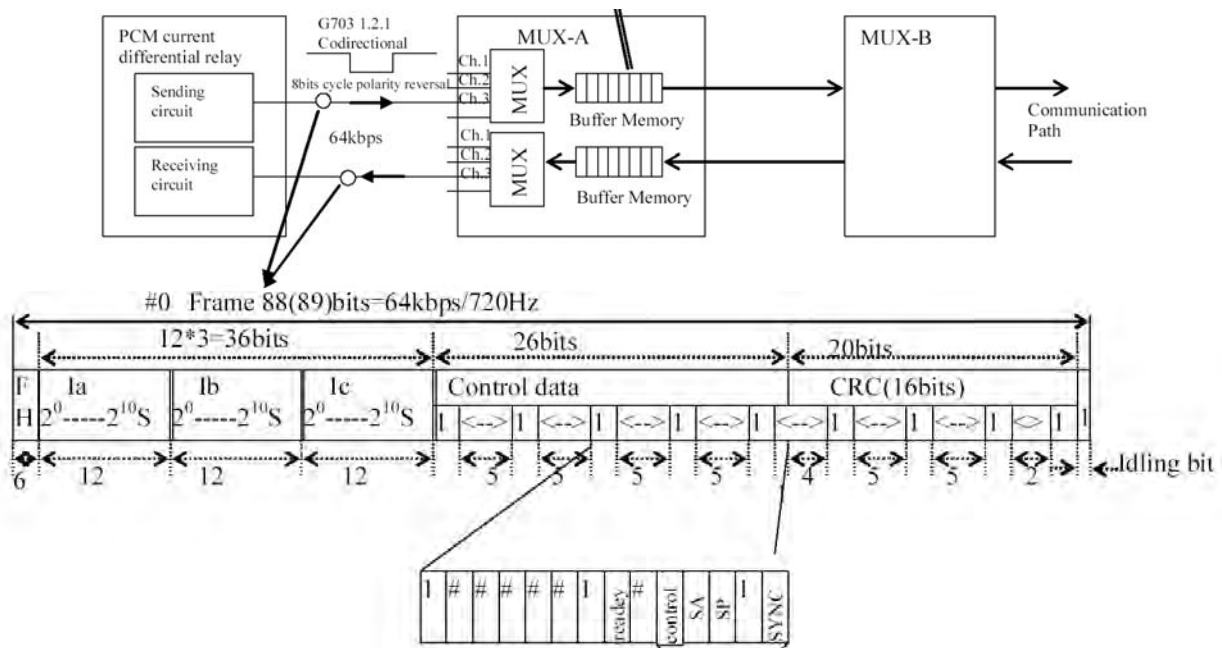 PCM current
differential relay
Sending
circuit
Receiving
circuit
G703 1.2.1
Codirectional
8bits cycle polarity reversal
64kbps
MUX-A
Ch.1
Ch.2
Ch.3
MUX
Buffer Memory
Ch.1
Ch.2
Ch.3
MUX
Buffer Memory
MUX-B
Communication
Path
#0 Frame 88(89)bits=64kbps/720Hz
12*3=36bits 26bits 20bits
F Ia Ib Ic Control data CRC(16bits)
H 2⁰-----2¹⁰S 2⁰-----2¹⁰S 2⁰-----2¹⁰S 1 <--> 1 <--> 1 <--> 1 <--> 1 <--> 1 <--> 1 <--> 1 <> 1 1
6 12 12 12 5 5 5 5 4 5 5 2 Idling bit
1 # # # # # 1 readey # control SA SP 1 SYNC